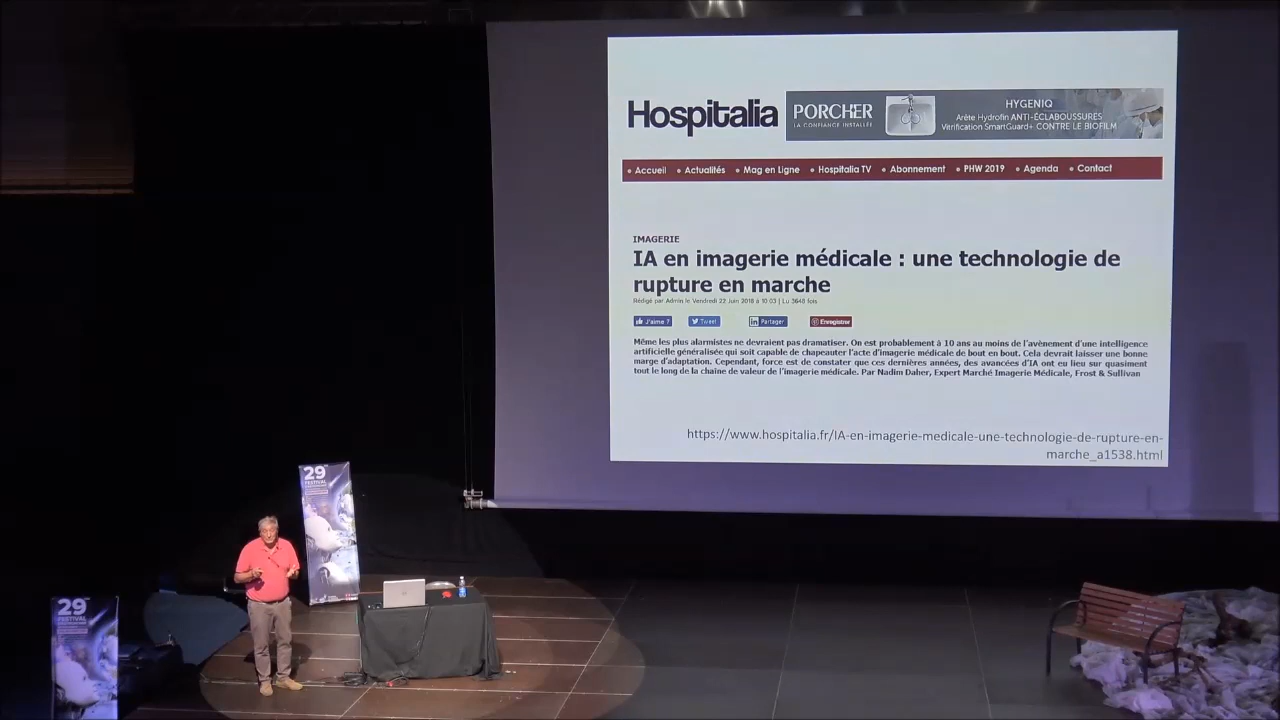 Hospitalia
PORCHER
LA CONFIANCE INSTALLÉE
HYGENIQ
Arête Hydrofin ANTI-ÉCLABOUSSURES
Vitrification SmartGuard+ CONTRE LE BIOFILM
• Accueil • Actualités • Mag en Ligne • Hospitalia TV • Abonnement • PHW 2019 • Agenda • Contact
IMAGERIE
IA en imagerie médicale : une technologie de
rupture en marche
Rédigé par Admin le Vendredi 22 Juin 2018 à 10:03 | Lu 3648 fois
J'aime ? Tweet Partager Enregistrer
Même les plus alarmistes ne devraient pas dramatiser. On est probablement à 10 ans au moins de l'avènement d'une intelligence
artificielle généralisée qui soit capable de chapeauter l'acte d'imagerie médicale de bout en bout. Cela devrait laisser une bonne
marge d'adaptation. Cependant, force est de constater que ces dernières années, des avancées d'IA ont eu lieu sur quasiment
tout le long de la chaîne de valeur de l'imagerie médicale. Par Nadim Daher, Expert Marché Imagerie Médicale, Frost & Sullivan
https://www.hospitalia.fr/IA-en-imagerie-medicale-une-technologie-de-rupture-en-
marche_a1538.html
29
FESTIVAL
29
FESTIVAL